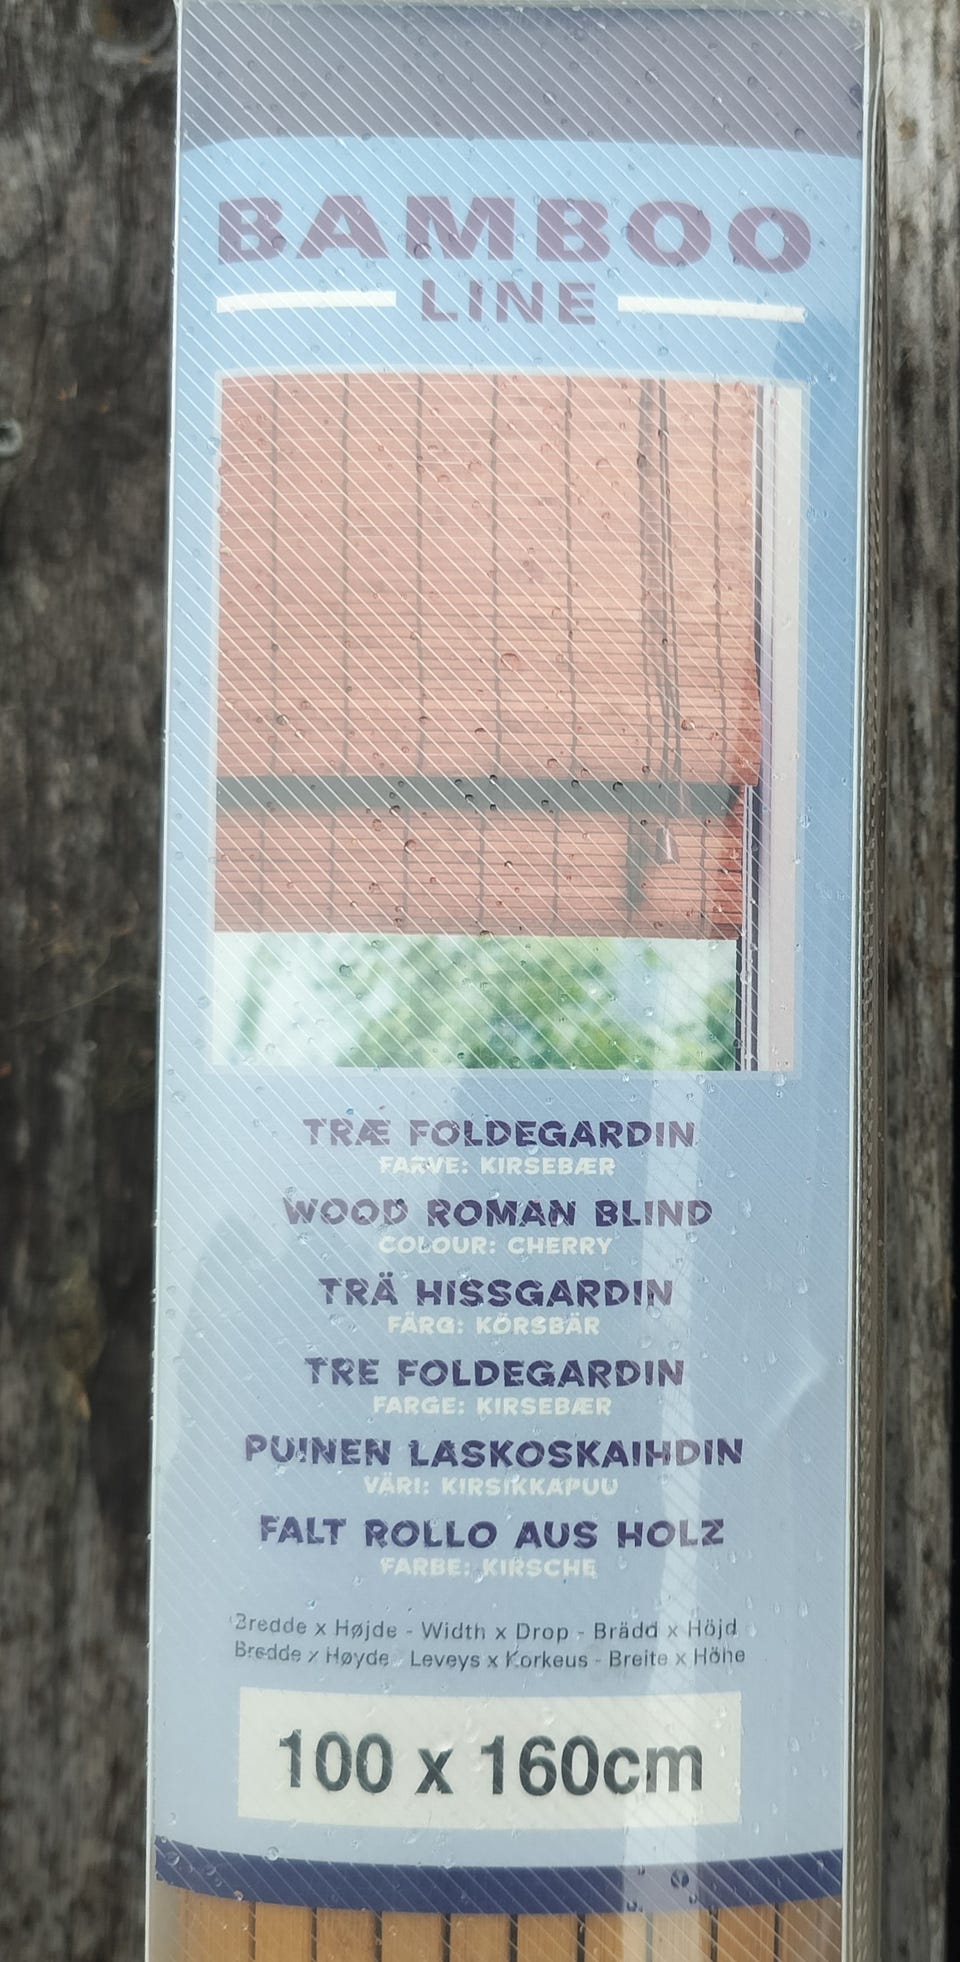 BAMBOO
LINE
TRÆ FOLDEGARDIN
FARVE: KIRSEBÆR
WOOD ROMAN BLIND
COLOUR: CHERRY
TRÄ HISSGARDIN
FÄRG: KÖRSBÄR
TRE FOLDEGARDIN
FARGE: KIRSEBÆR
PUINEN LASKOSKAIHDIN
VÄRI: KIRSIKKAPUU
FALT ROLLO AUS HOLZ
FARBE: KIRSCHE
Bredde x Højde - Width x Drop - Brädd x Höjd
Bredde x Høyde - Leveys x Korkeus - Breite x Höhe
100 x 160cm